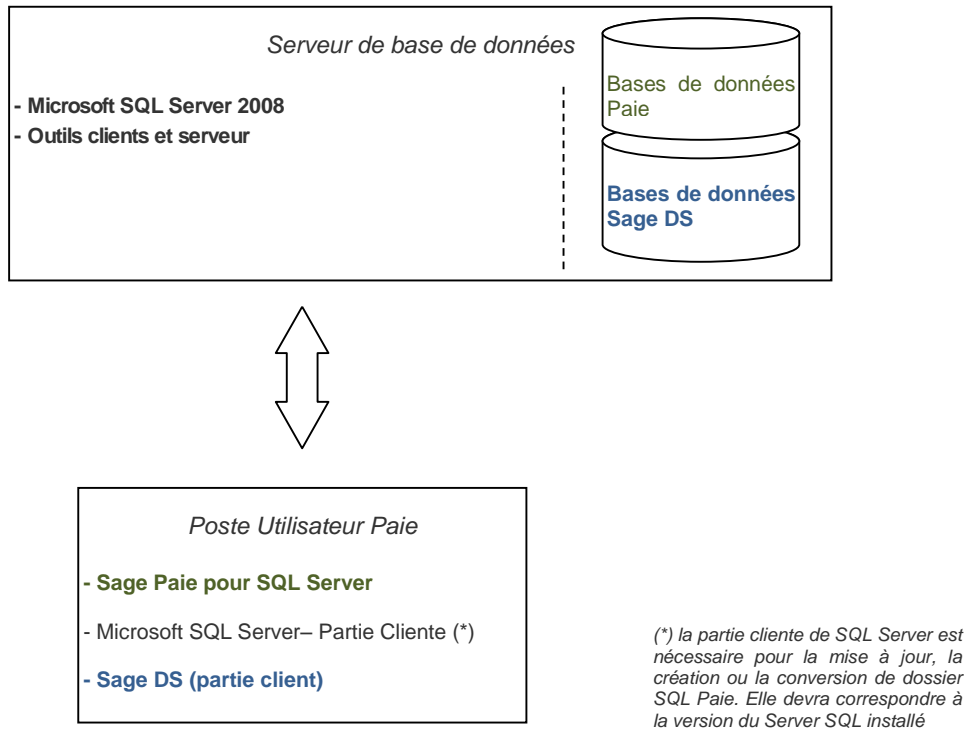 Serveur de base de données
- Microsoft SQL Server 2008
- Outils clients et serveur
Bases de données
Paie
Bases de données
Sage DS
Poste Utilisateur Paie
- Sage Paie pour SQL Server
- Microsoft SQL Server– Partie Cliente (*)
- Sage DS (partie client)
(*) la partie cliente de SQL Server est
nécessaire pour la mise à jour, la
création ou la conversion de dossier
SQL Paie. Elle devra correspondre à
la version du Server SQL installé